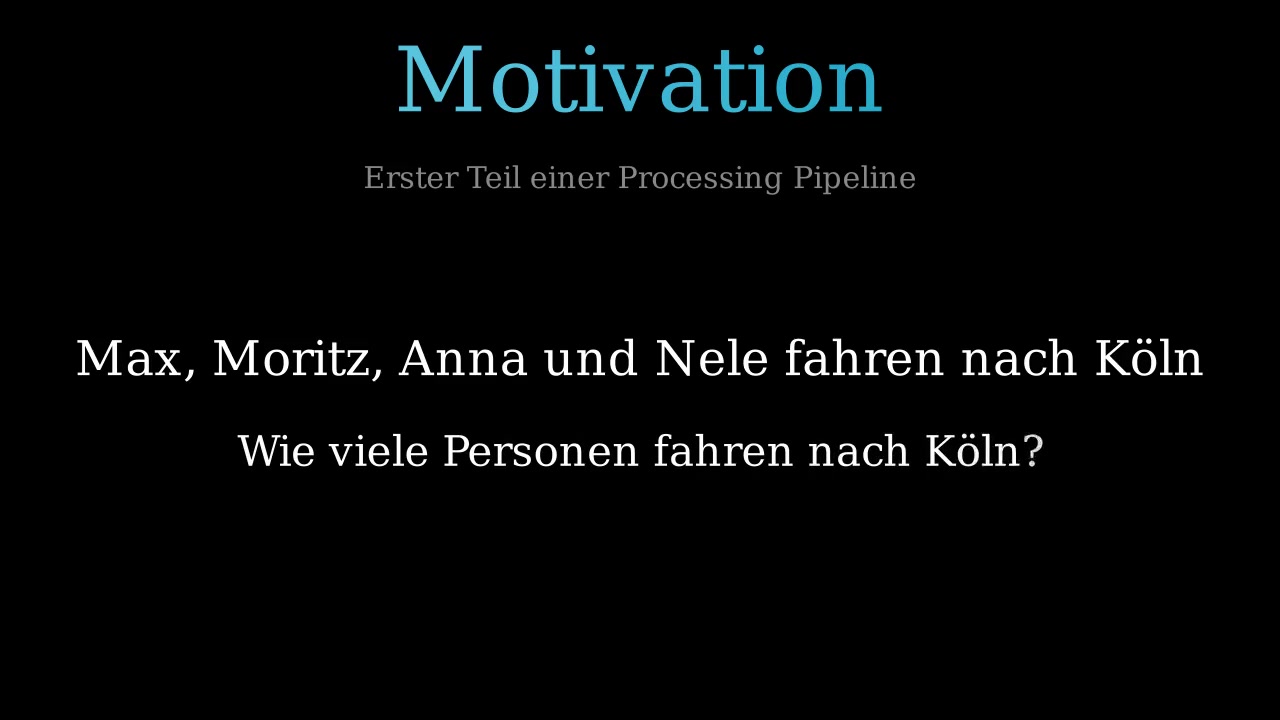 Motivation
Erster Teil einer Processing Pipeline
Max, Moritz, Anna und Nele fahren nach Köln
Wie viele Personen fahren nach Köln?